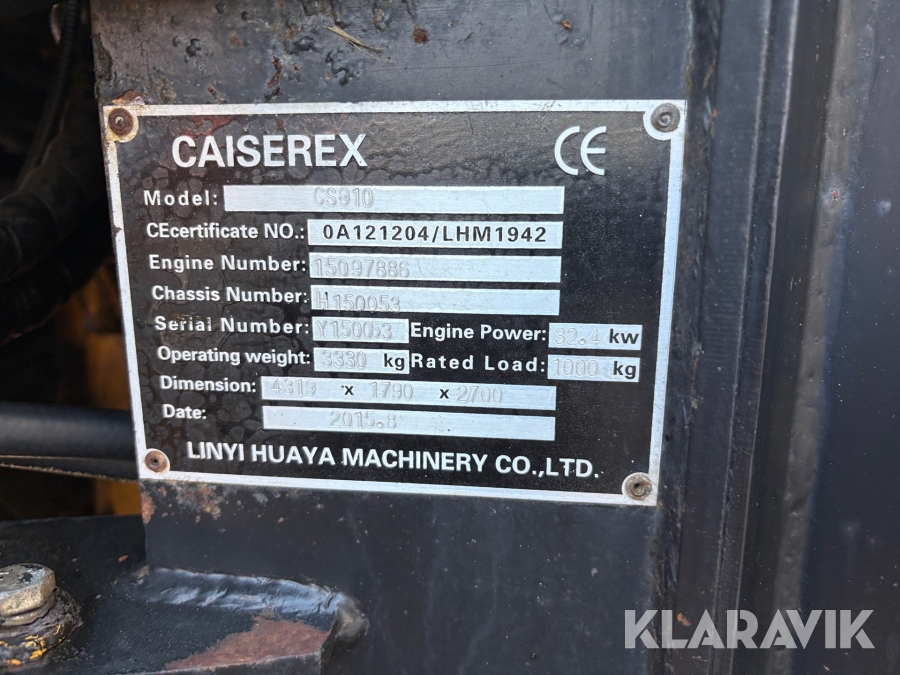 CAISEREX CE
Model: CS910
CEcertificate NO.: 0A121204/LHM1942
Engine Number: 15097886
Chassis Number: H150053
Serial Number: Y150053 Engine Power: 32.4 kw
Operating weight: 3330 kg Rated Load: 1000 kg
Dimension: 4319 x 1790 x 2700
Date: 2015.8
LINYI HUAYA MACHINERY CO.,LTD.
KLARAVIK